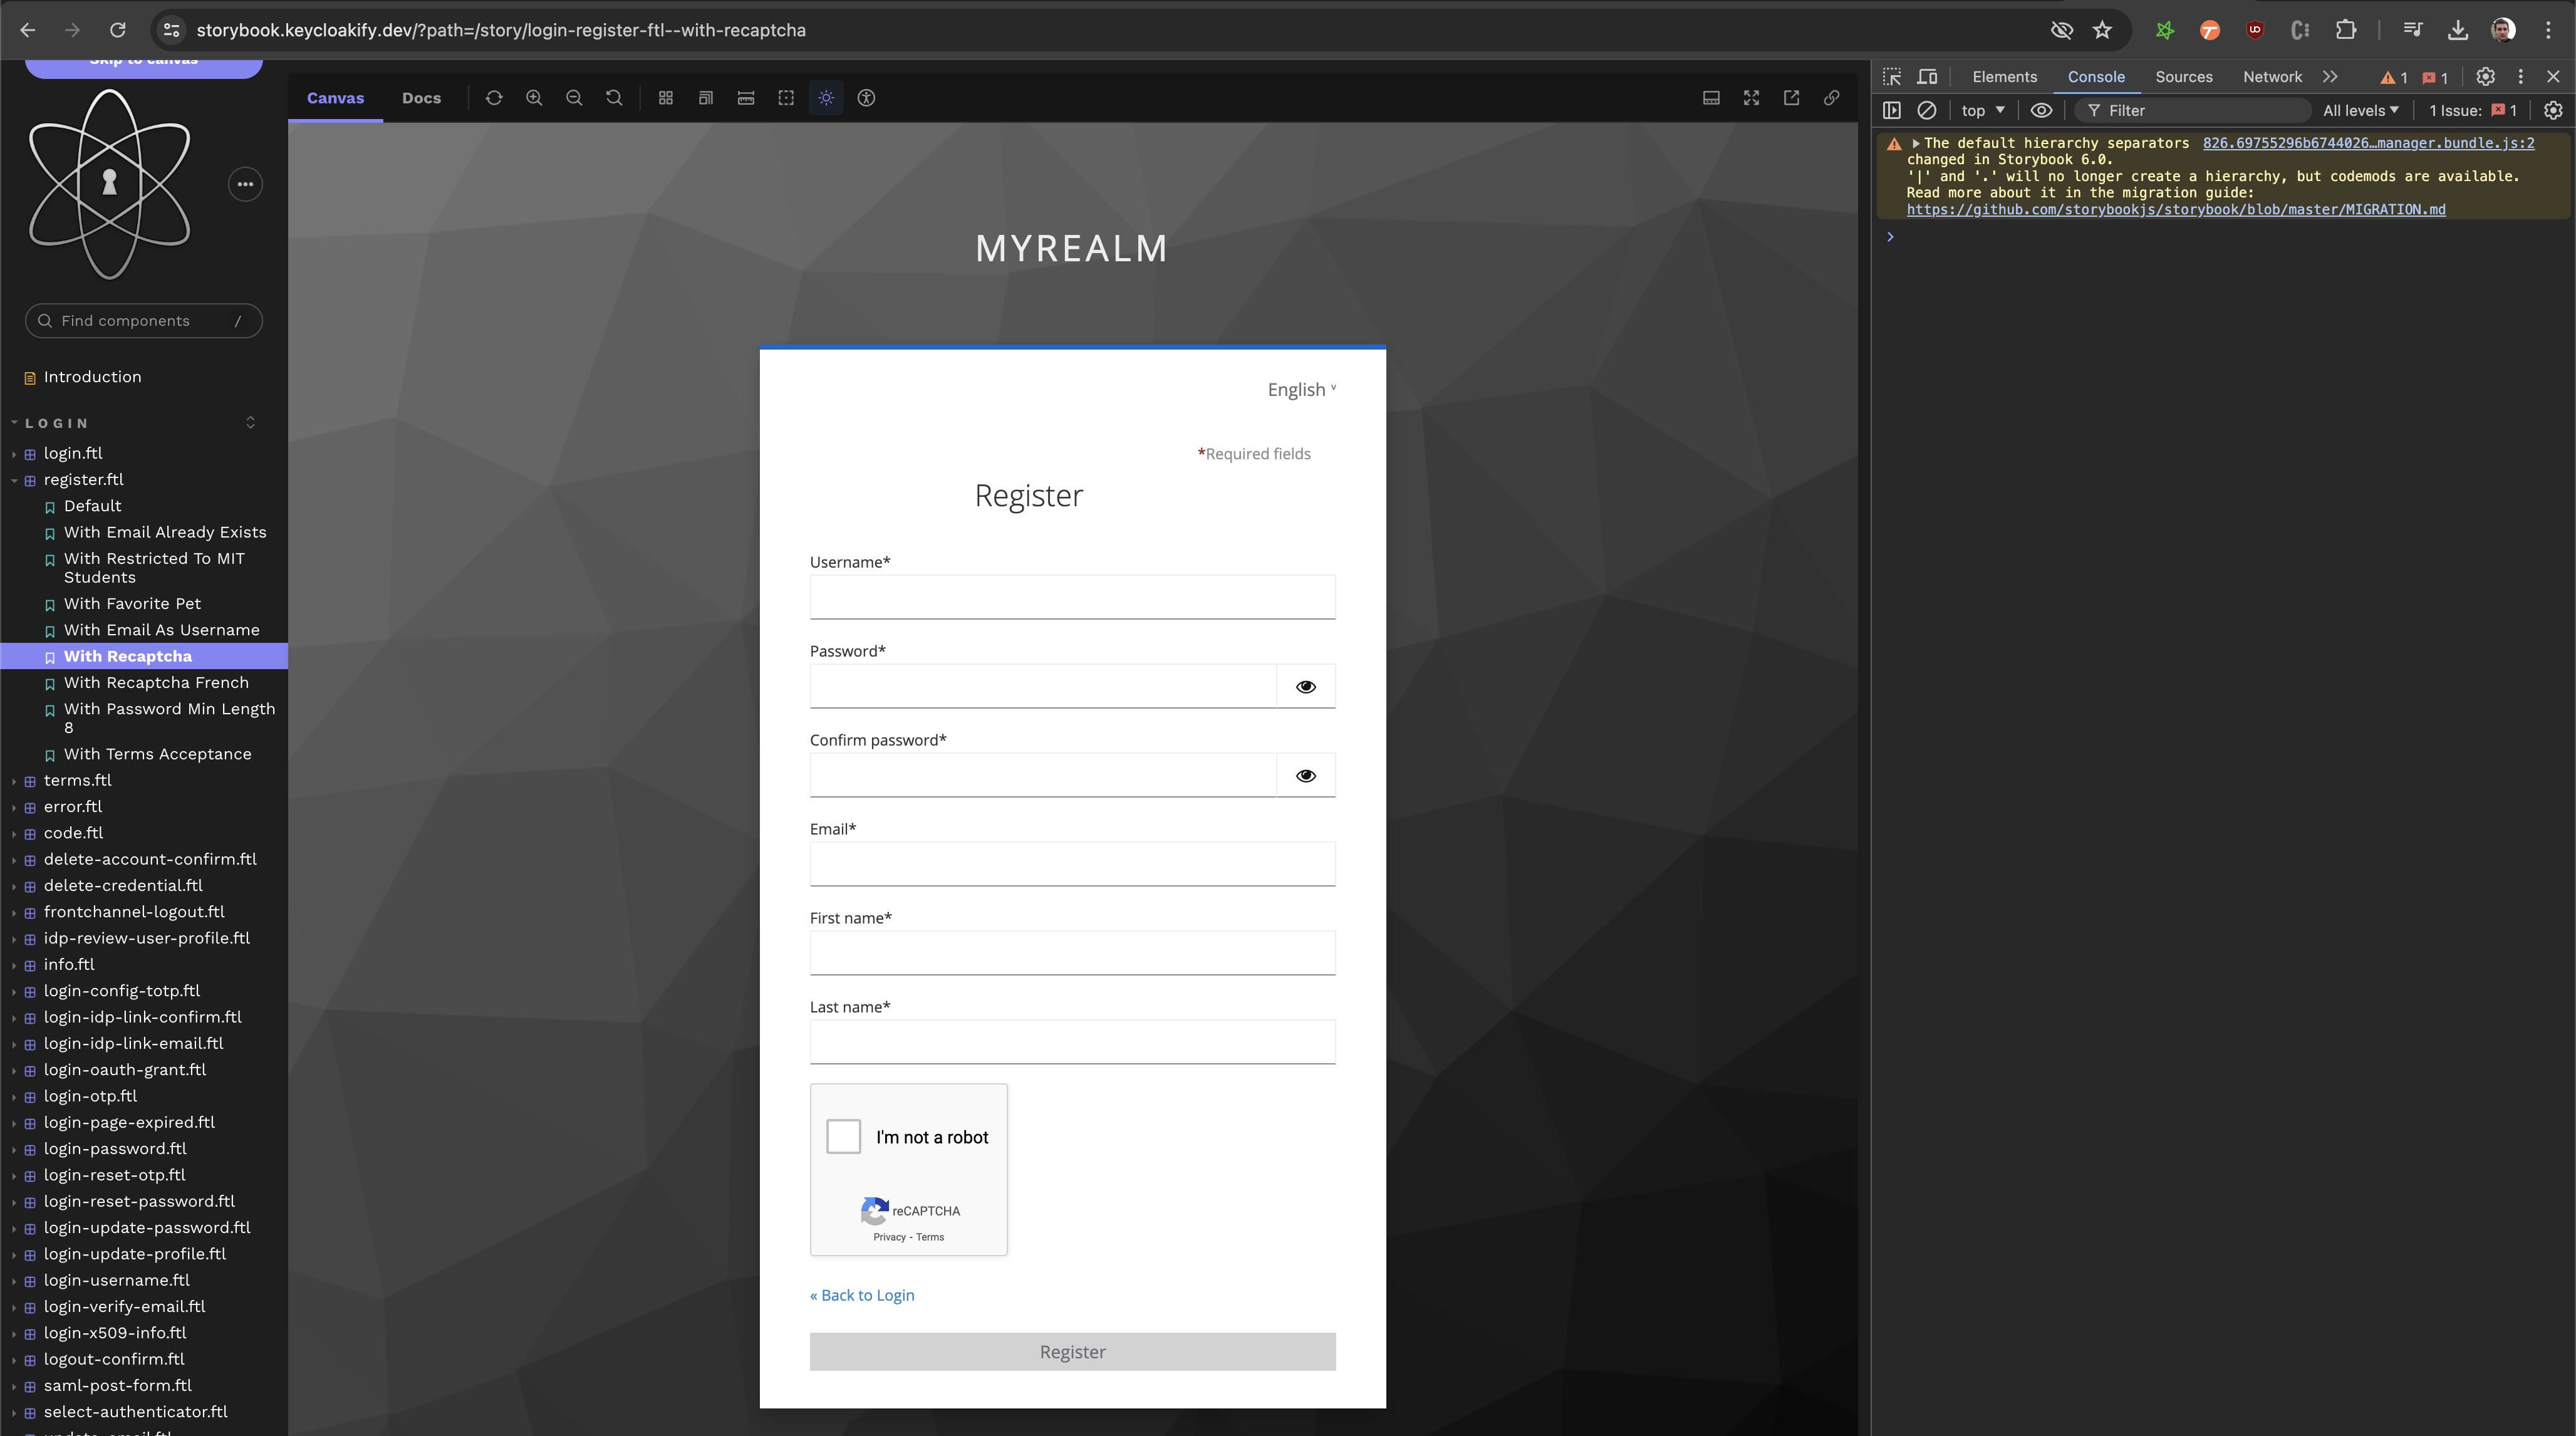 storybook.keycloakify.dev/?path=/story/login-register-ftl--with-recaptcha
Skip to canvas
Find components /
Introduction
LOGIN
login.ftl
register.ftl
Default
With Email Already Exists
With Restricted To MIT
Students
With Favorite Pet
With Email As Username
With Recaptcha
With Recaptcha French
With Password Min Length
8
With Terms Acceptance
terms.ftl
error.ftl
code.ftl
delete-account-confirm.ftl
delete-credential.ftl
frontchannel-logout.ftl
idp-review-user-profile.ftl
info.ftl
login-config-totp.ftl
login-idp-link-confirm.ftl
login-idp-link-email.ftl
login-oauth-grant.ftl
login-otp.ftl
login-page-expired.ftl
login-password.ftl
login-reset-otp.ftl
login-reset-password.ftl
login-update-password.ftl
login-update-profile.ftl
login-username.ftl
login-verify-email.ftl
login-x509-info.ftl
logout-confirm.ftl
saml-post-form.ftl
select-authenticator.ftl
update-email.ftl
Canvas Docs
MYREALM
English
*Required fields
Register
Username*
Password*
Confirm password*
Email*
First name*
Last name*
I'm not a robot
reCAPTCHA
Privacy - Terms
« Back to Login
Register
Elements Console Sources Network 1 1
top Filter All levels 1 Issue: 1
The default hierarchy separators 826.69755296b6744026…manager.bundle.js:2
changed in Storybook 6.0.
'|' and '.' will no longer create a hierarchy, but codemods are available.
Read more about it in the migration guide:
https://github.com/storybookjs/storybook/blob/master/MIGRATION.md